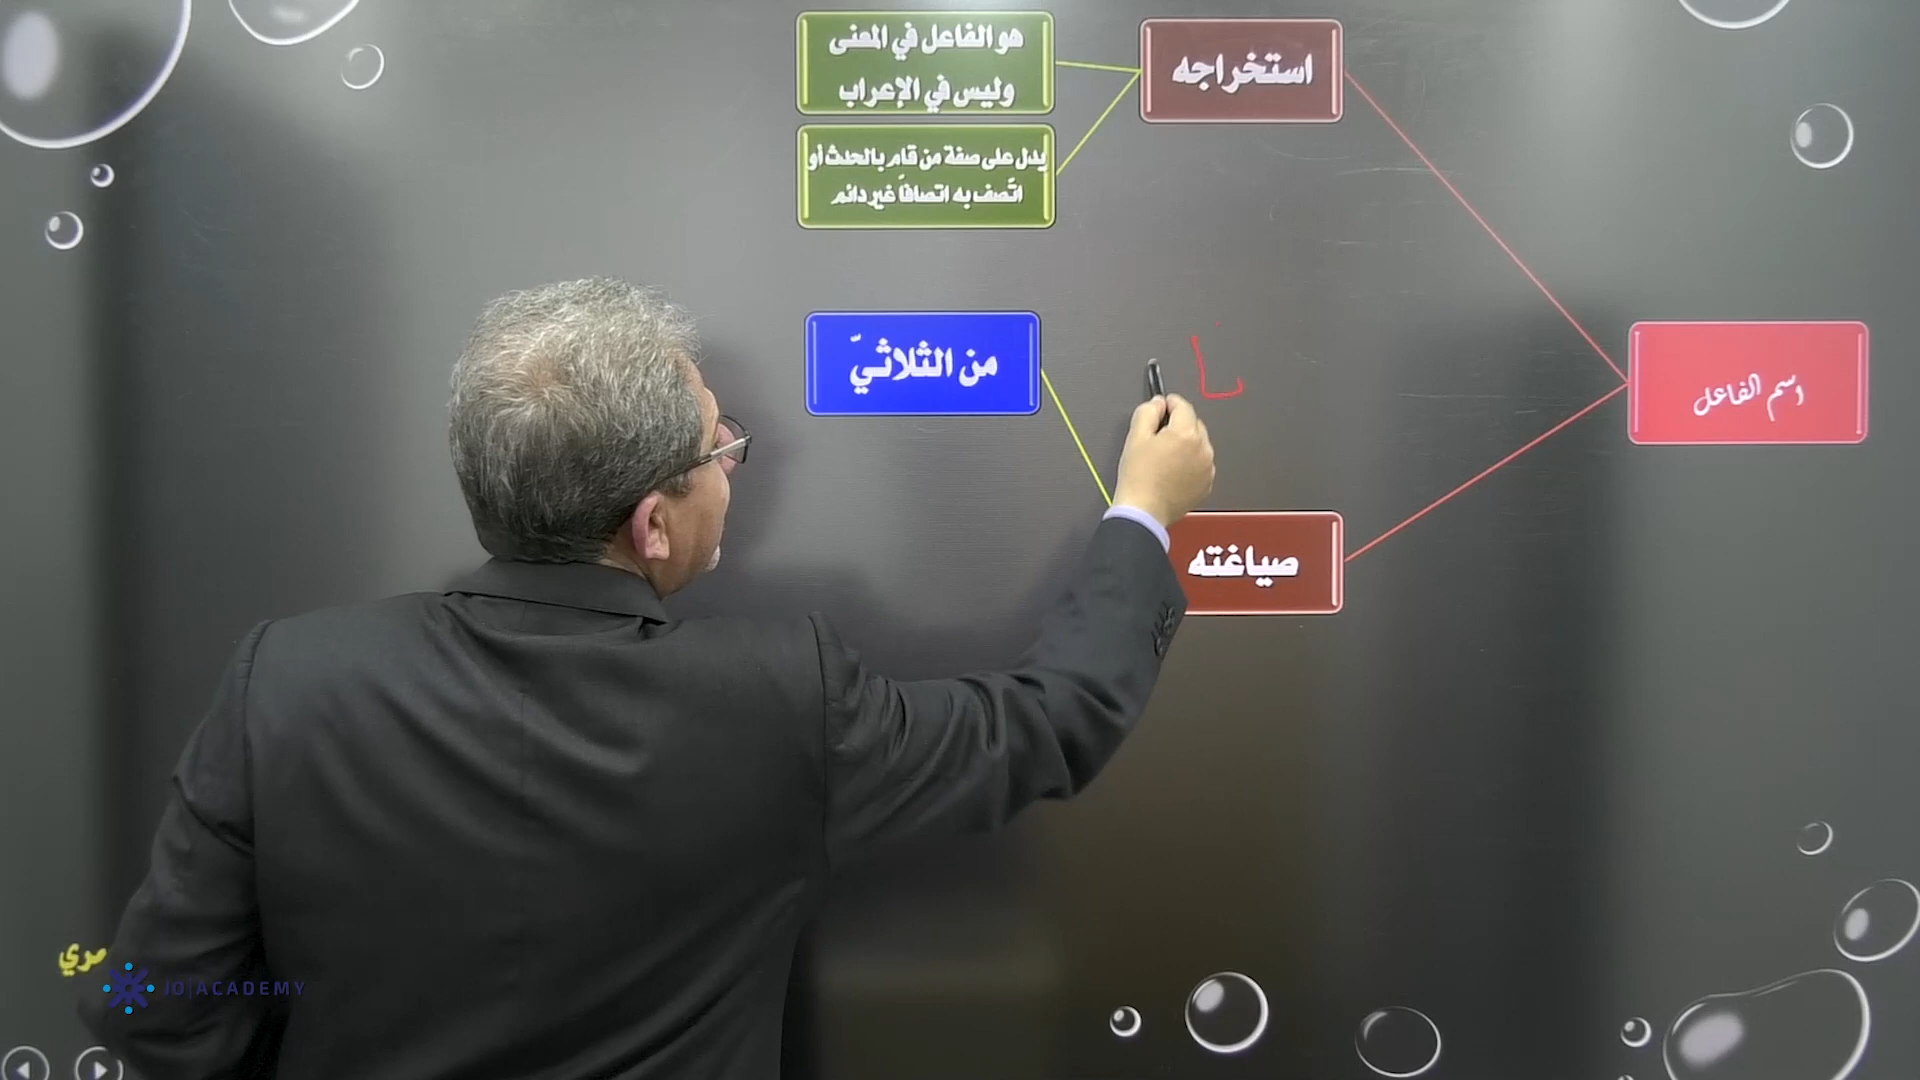 استخراجه
هو الفاعل في المعنى
وليس في الإعراب
يدل على صفة من قام بالحدث أو
اتّصف به اتصافاً غير دائم
اسم الفاعل
من الثلاثيّ
صياغته
مري
JO|ACADEMY